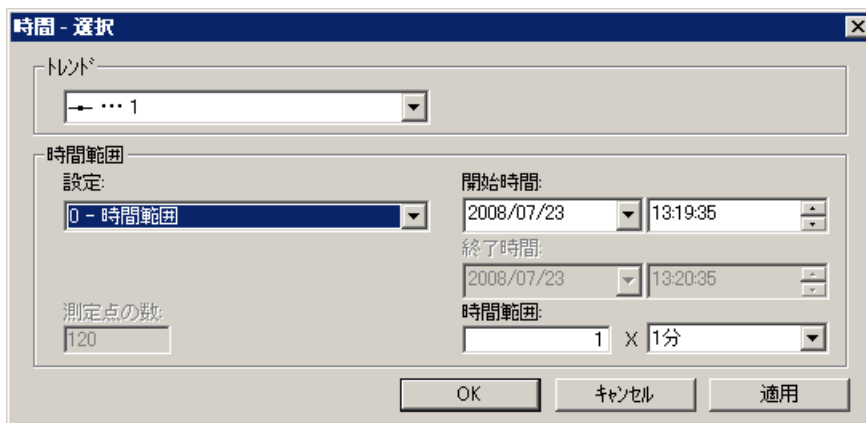 時間 - 選択
トレンド
··· 1
時間範囲
設定:
0 - 時間範囲
開始時間:
2008/07/23 13:19:35
終了時間:
2008/07/23 13:20:35
測定点の数:
120
時間範囲:
1 X 1分
OK キャンセル 適用